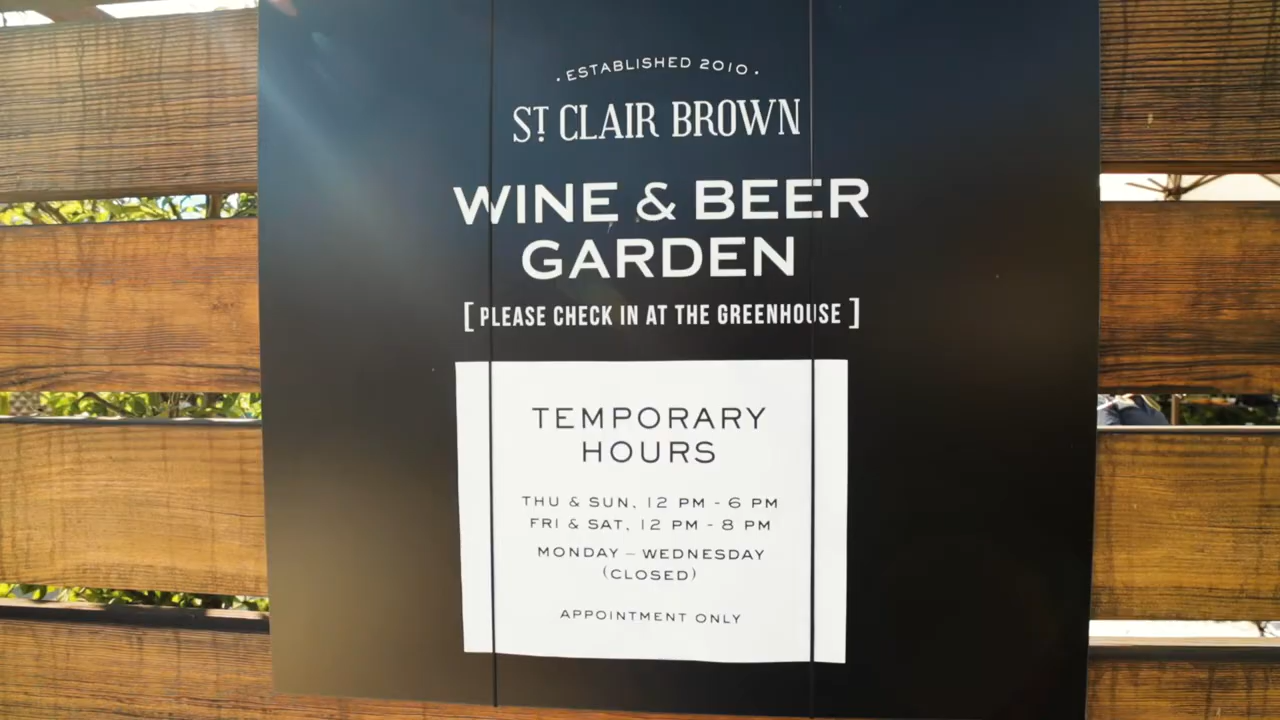 · ESTABLISHED 2010 ·
ST CLAIR BROWN
WINE & BEER
GARDEN
[ PLEASE CHECK IN AT THE GREENHOUSE ]
TEMPORARY
HOURS
THU & SUN, 12 PM - 6 PM
FRI & SAT, 12 PM - 8 PM
MONDAY – WEDNESDAY
(CLOSED)
APPOINTMENT ONLY